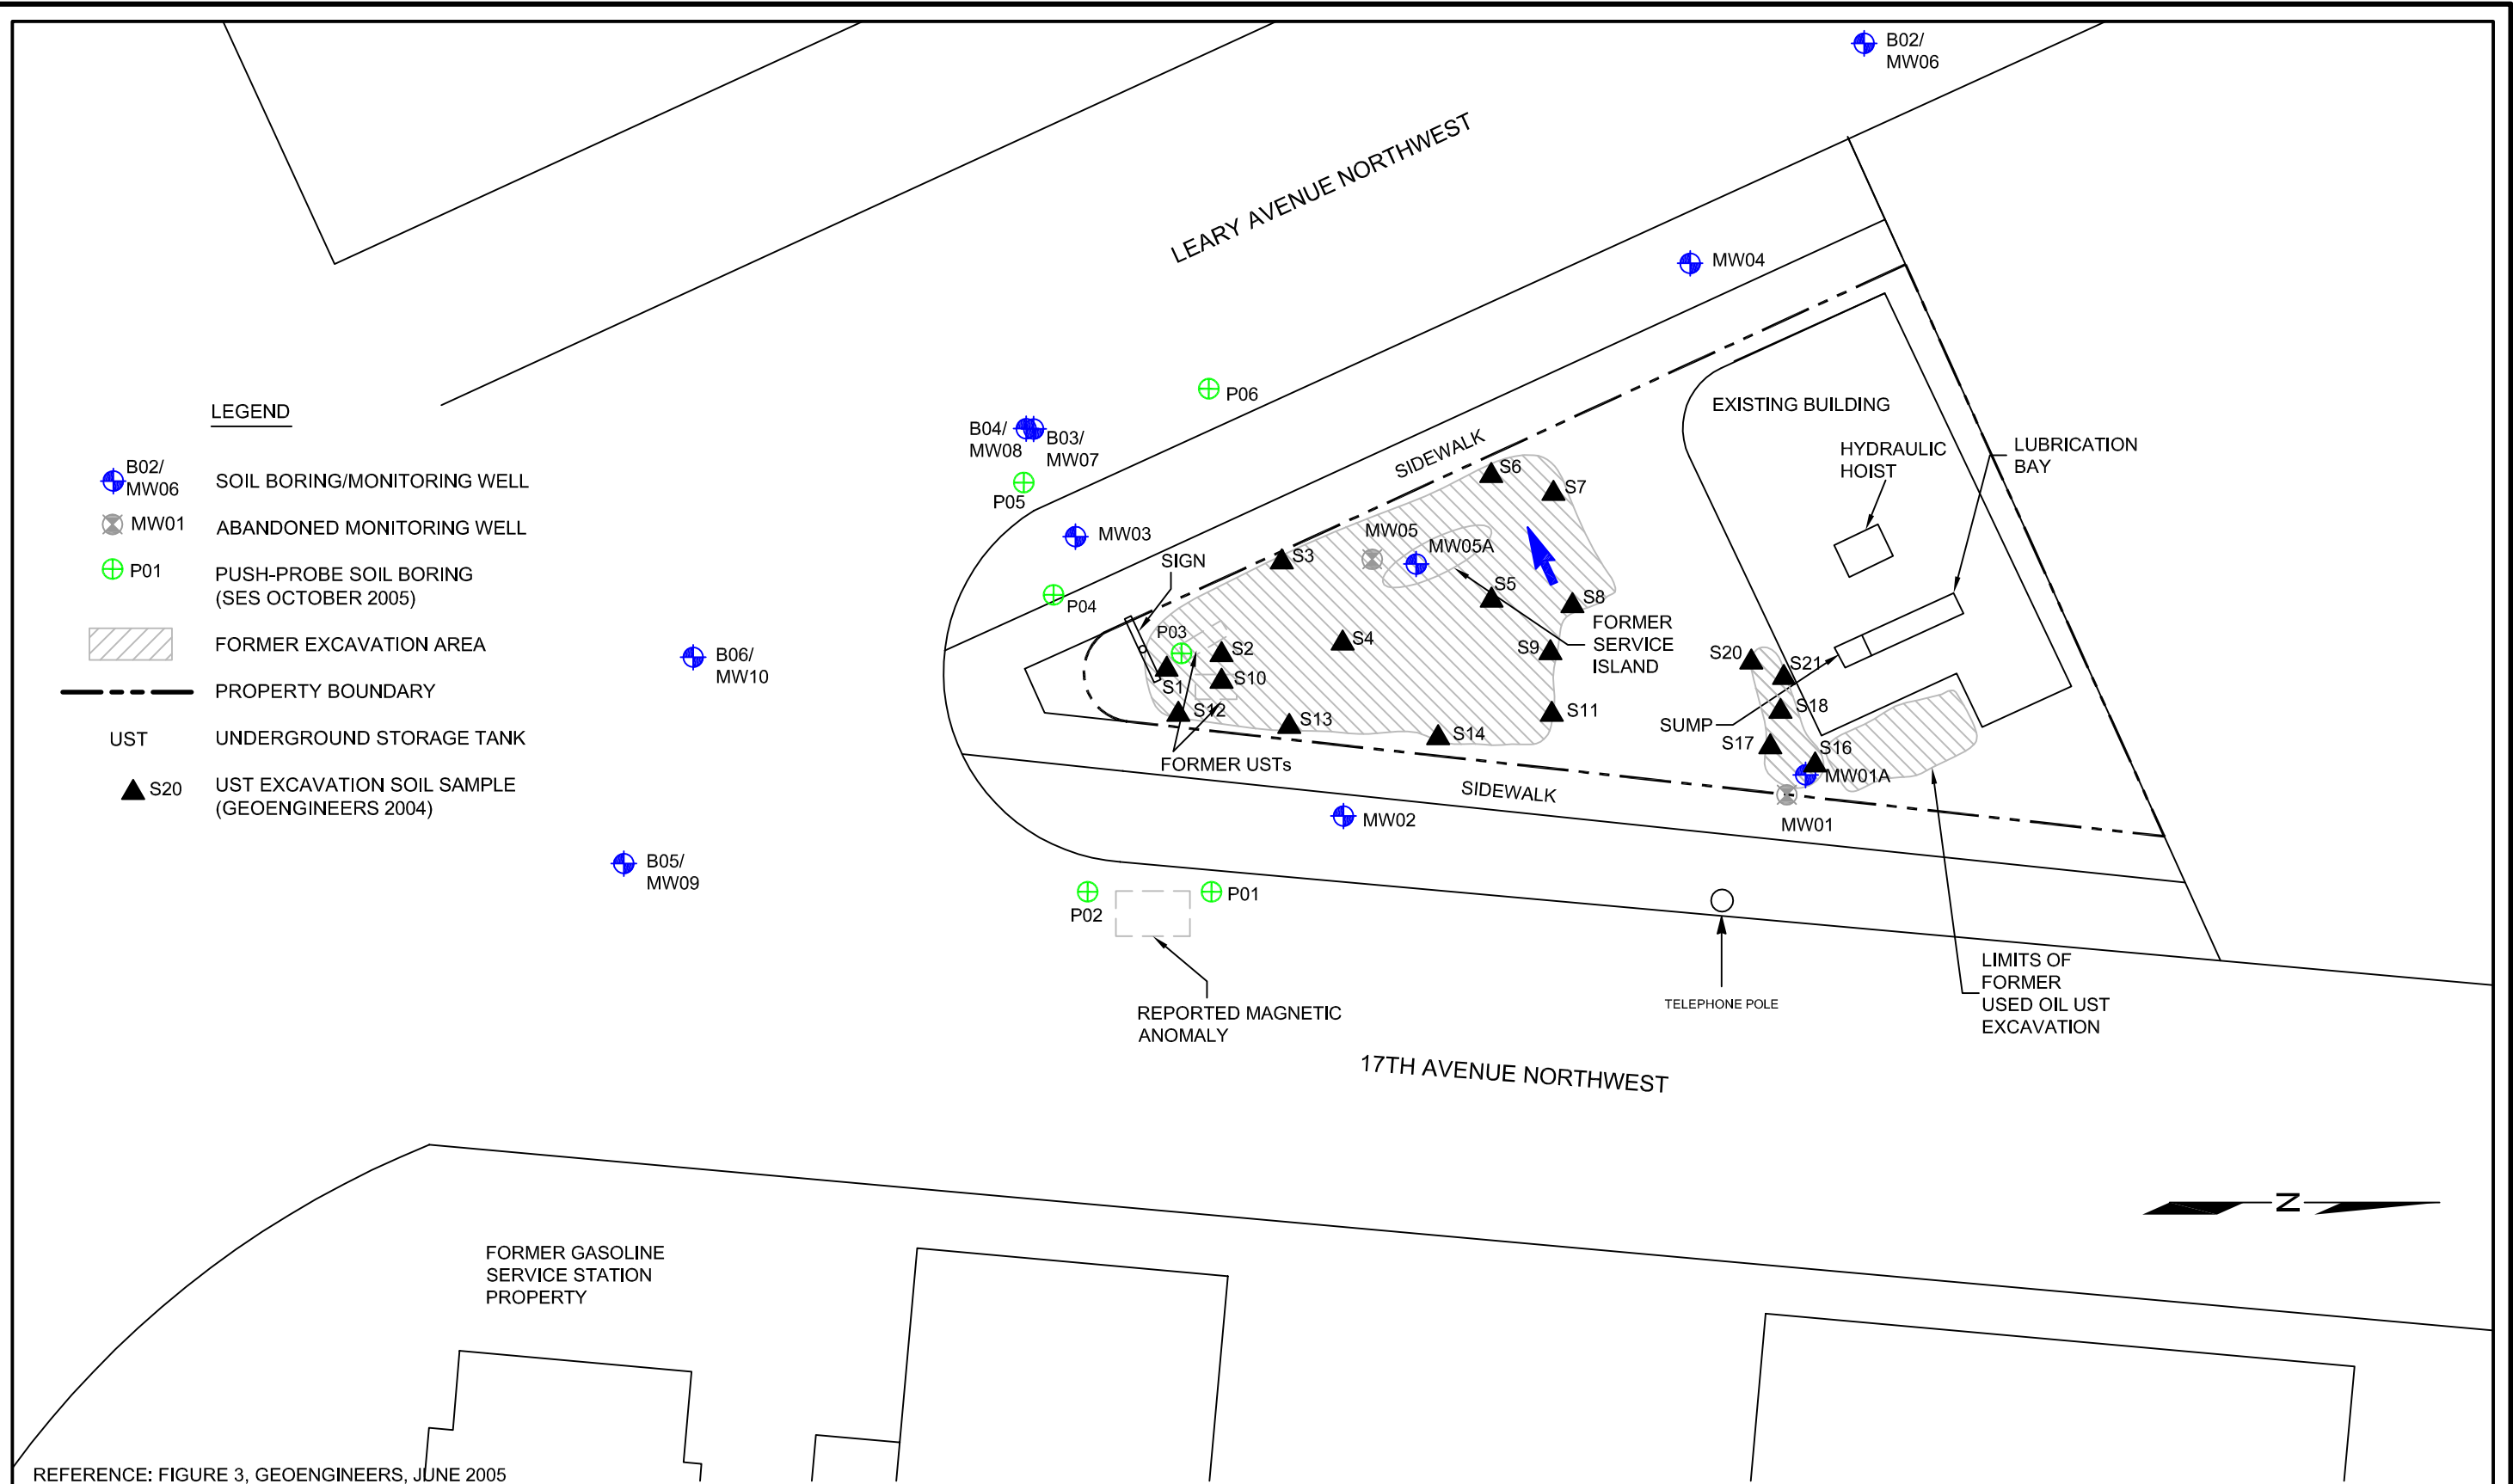 B02/
MW06
LEARY AVENUE NORTHWEST
MW04
P06
LEGEND
EXISTING BUILDING
B04/
MW08
B03/
MW07
SIDEWALK
HYDRAULIC
HOIST
LUBRICATION
BAY
B02/
MW06
SOIL BORING/MONITORING WELL
S6
S7
P05
MW01
ABANDONED MONITORING WELL
MW03
MW05
MW05A
SIGN
S3
P01
PUSH-PROBE SOIL BORING
(SES OCTOBER 2005)
P04
S5
S8
FORMER
SERVICE
ISLAND
FORMER EXCAVATION AREA
P03
S2
S4
S9
B06/
MW10
S20
S21
S1
S10
PROPERTY BOUNDARY
S12
S13
S14
S11
S18
SUMP
S17
S16
UST
UNDERGROUND STORAGE TANK
FORMER USTs
MW01A
S20
UST EXCAVATION SOIL SAMPLE
(GEOENGINEERS 2004)
SIDEWALK
MW02
MW01
B05/
MW09
P02
P01
REPORTED MAGNETIC
ANOMALY
TELEPHONE POLE
LIMITS OF
FORMER
USED OIL UST
EXCAVATION
17TH AVENUE NORTHWEST
N
FORMER GASOLINE
SERVICE STATION
PROPERTY
REFERENCE: FIGURE 3, GEOENGINEERS, JUNE 2005